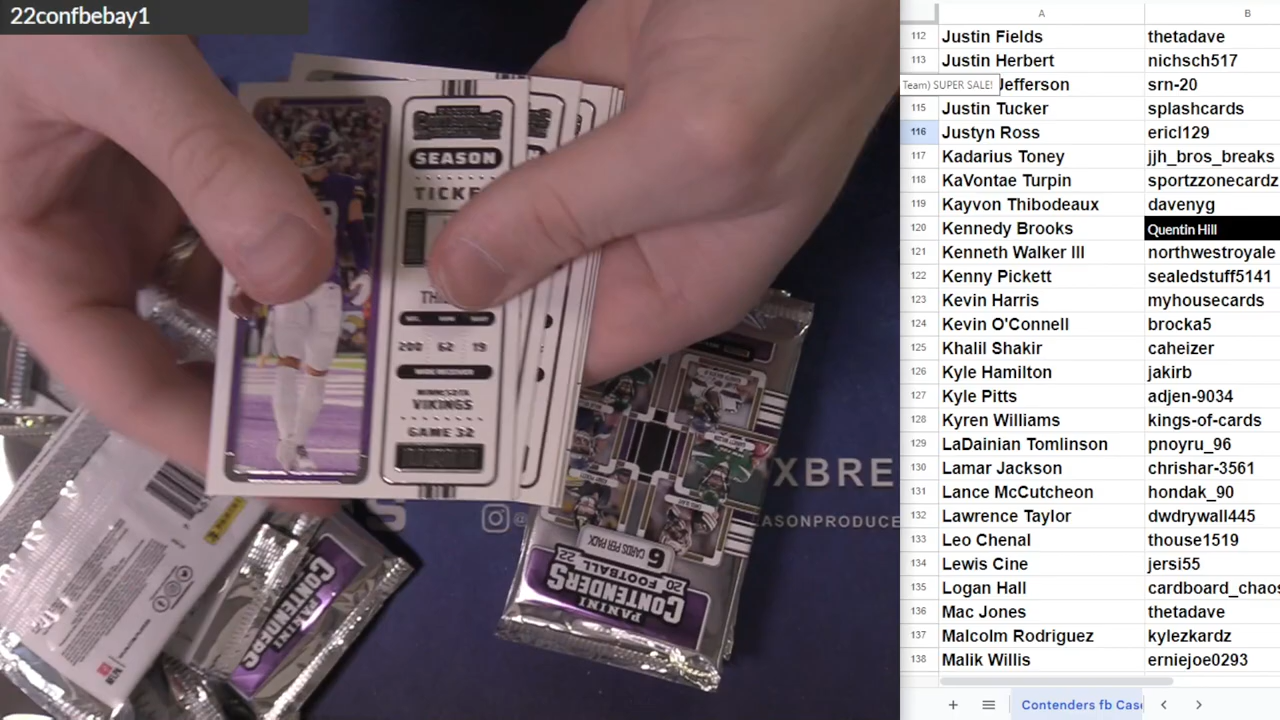 22confbebay1
CONTENDERS
SEASON
200 62 19
WIDE RECEIVER
MINNESOTA
VIKINGS
GAME 32
6 CARDS PER PACK
20 FOOTBALL 22
CONTENDERS
PANINI
PANINI
CONTENDERS
XBRE
A B
112 Justin Fields thetadave
113 Justin Herbert nichsch517
Team) SUPER SALE! Jefferson srn-20
115 Justin Tucker splashcards
116 Justyn Ross ericl129
117 Kadarius Toney jjh_bros_breaks
118 KaVontae Turpin sportzzonecardz
119 Kayvon Thibodeaux davenyg
120 Kennedy Brooks Quentin Hill
121 Kenneth Walker III northwestroyale
122 Kenny Pickett sealedstuff5141
123 Kevin Harris myhousecards
124 Kevin O'Connell brocka5
125 Khalil Shakir caheizer
126 Kyle Hamilton jakirb
127 Kyle Pitts adjen-9034
128 Kyren Williams kings-of-cards
129 LaDainian Tomlinson pnoyru_96
130 Lamar Jackson chrishar-3561
131 Lance McCutcheon hondak_90
132 Lawrence Taylor dwdrywall445
133 Leo Chenal thouse1519
134 Lewis Cine jersi55
135 Logan Hall cardboard_chaos
136 Mac Jones thetadave
137 Malcolm Rodriguez kylezkardz
138 Malik Willis erniejoe0293
Contenders fb Cas